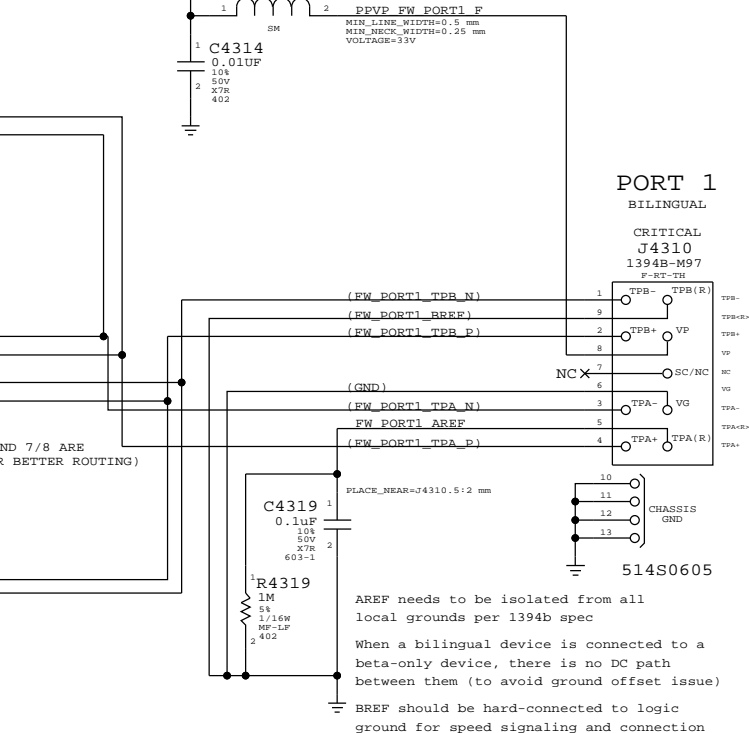 1 2 PPVP_FW_PORT1_F
SM
MIN_LINE_WIDTH=0.5 mm
MIN_NECK_WIDTH=0.25 mm
VOLTAGE=33V
1
C4314
0.01UF
10%
50V
X7R
402
2
PORT 1
BILINGUAL
CRITICAL
J4310
1394B-M97
F-RT-TH
(FW_PORT1_TPB_N) 1 TPB- TPB(R) TPB-
(FW_PORT1_BREF) 9 TPB<R>
(FW_PORT1_TPB_P) 2 TPB+ VP TPB+
8 VP
NC 7 SC/NC NC
(GND) 6 VG
(FW_PORT1_TPA_N) 3 TPA- VG TPA-
FW_PORT1_AREF 5 TPA<R>
(FW_PORT1_TPA_P) 4 TPA+ TPA(R) TPA+
ND 7/8 ARE
R BETTER ROUTING)
PLACE_NEAR=J4310.5:2 mm
C4319 1
0.1uF
10%
50V
X7R
603-1
2
10
11
12
13
CHASSIS
GND
514S0605
1
R4319
1M
5%
1/16W
MF-LF
402
2
AREF needs to be isolated from all
local grounds per 1394b spec
When a bilingual device is connected to a
beta-only device, there is no DC path
between them (to avoid ground offset issue)
BREF should be hard-connected to logic
ground for speed signaling and connection